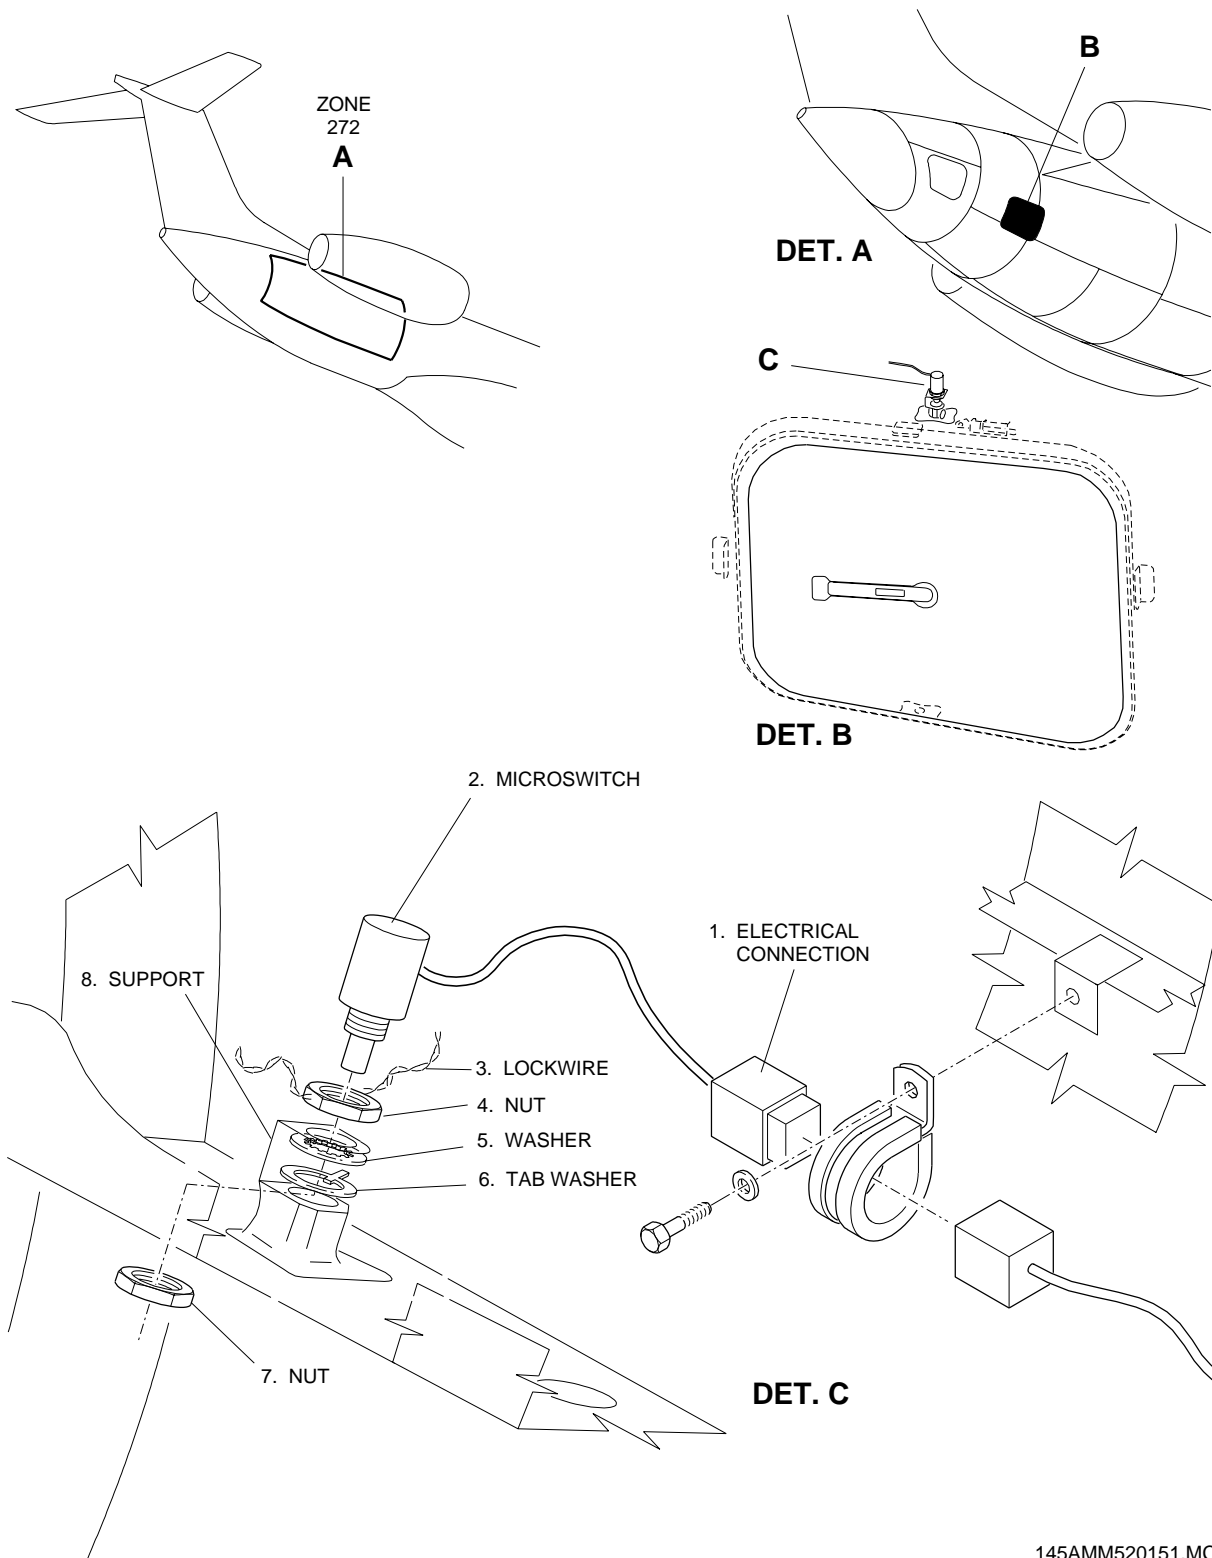 ZONE
272
A
B
DET. A
C
DET. B
2. MICROSWITCH
1. ELECTRICAL
CONNECTION
8. SUPPORT
3. LOCKWIRE
4. NUT
5. WASHER
6. TAB WASHER
7. NUT
DET. C
145AMM520151.MC